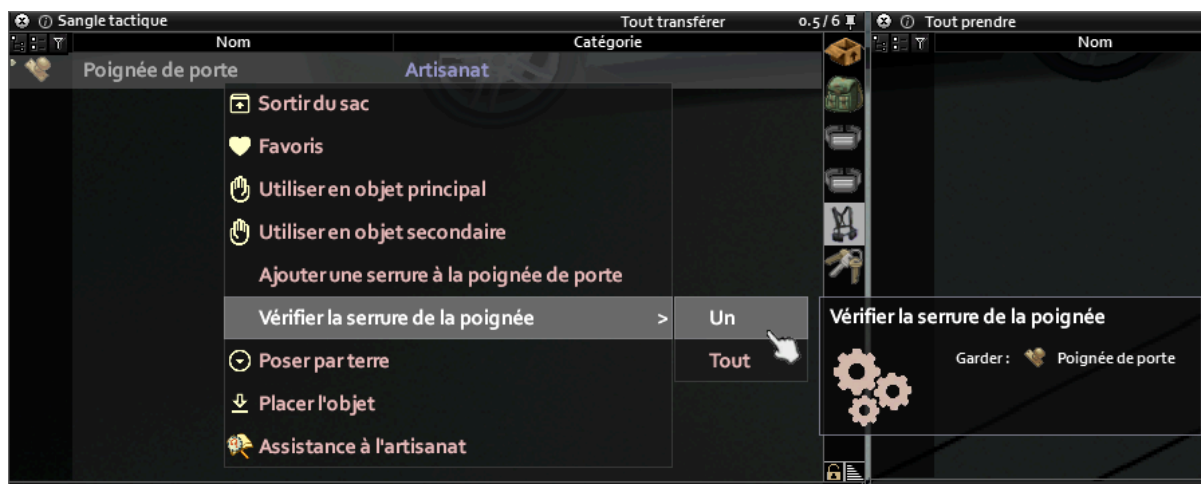 Sangle tactique Tout transférer 0.5 / 6
Tout prendre
Nom Catégorie
Nom
Poignée de porte Artisanat
Sortir du sac
Favoris
Utiliser en objet principal
Utiliser en objet secondaire
Ajouter une serrure à la poignée de porte
Vérifier la serrure de la poignée > Un
Poser par terre Tout
Placer l'objet
Assistance à l'artisanat
Vérifier la serrure de la poignée
Garder : Poignée de porte